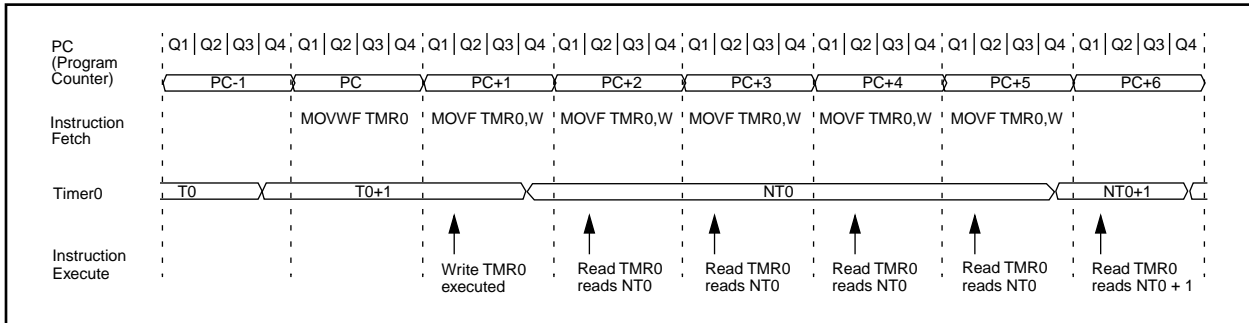 PC
(Program
Counter)
Q1 Q2 Q3 Q4 Q1 Q2 Q3 Q4 Q1 Q2 Q3 Q4 Q1 Q2 Q3 Q4 Q1 Q2 Q3 Q4 Q1 Q2 Q3 Q4 Q1 Q2 Q3 Q4 Q1 Q2 Q3 Q4
PC-1 PC PC+1 PC+2 PC+3 PC+4 PC+5 PC+6
Instruction
Fetch
MOVWF TMR0 MOVF TMR0,W MOVF TMR0,W MOVF TMR0,W MOVF TMR0,W MOVF TMR0,W
Timer0
T0 T0+1 NT0 NT0+1
Instruction
Execute
Write TMR0
executed
Read TMR0
reads NT0
Read TMR0
reads NT0
Read TMR0
reads NT0
Read TMR0
reads NT0
Read TMR0
reads NT0 + 1